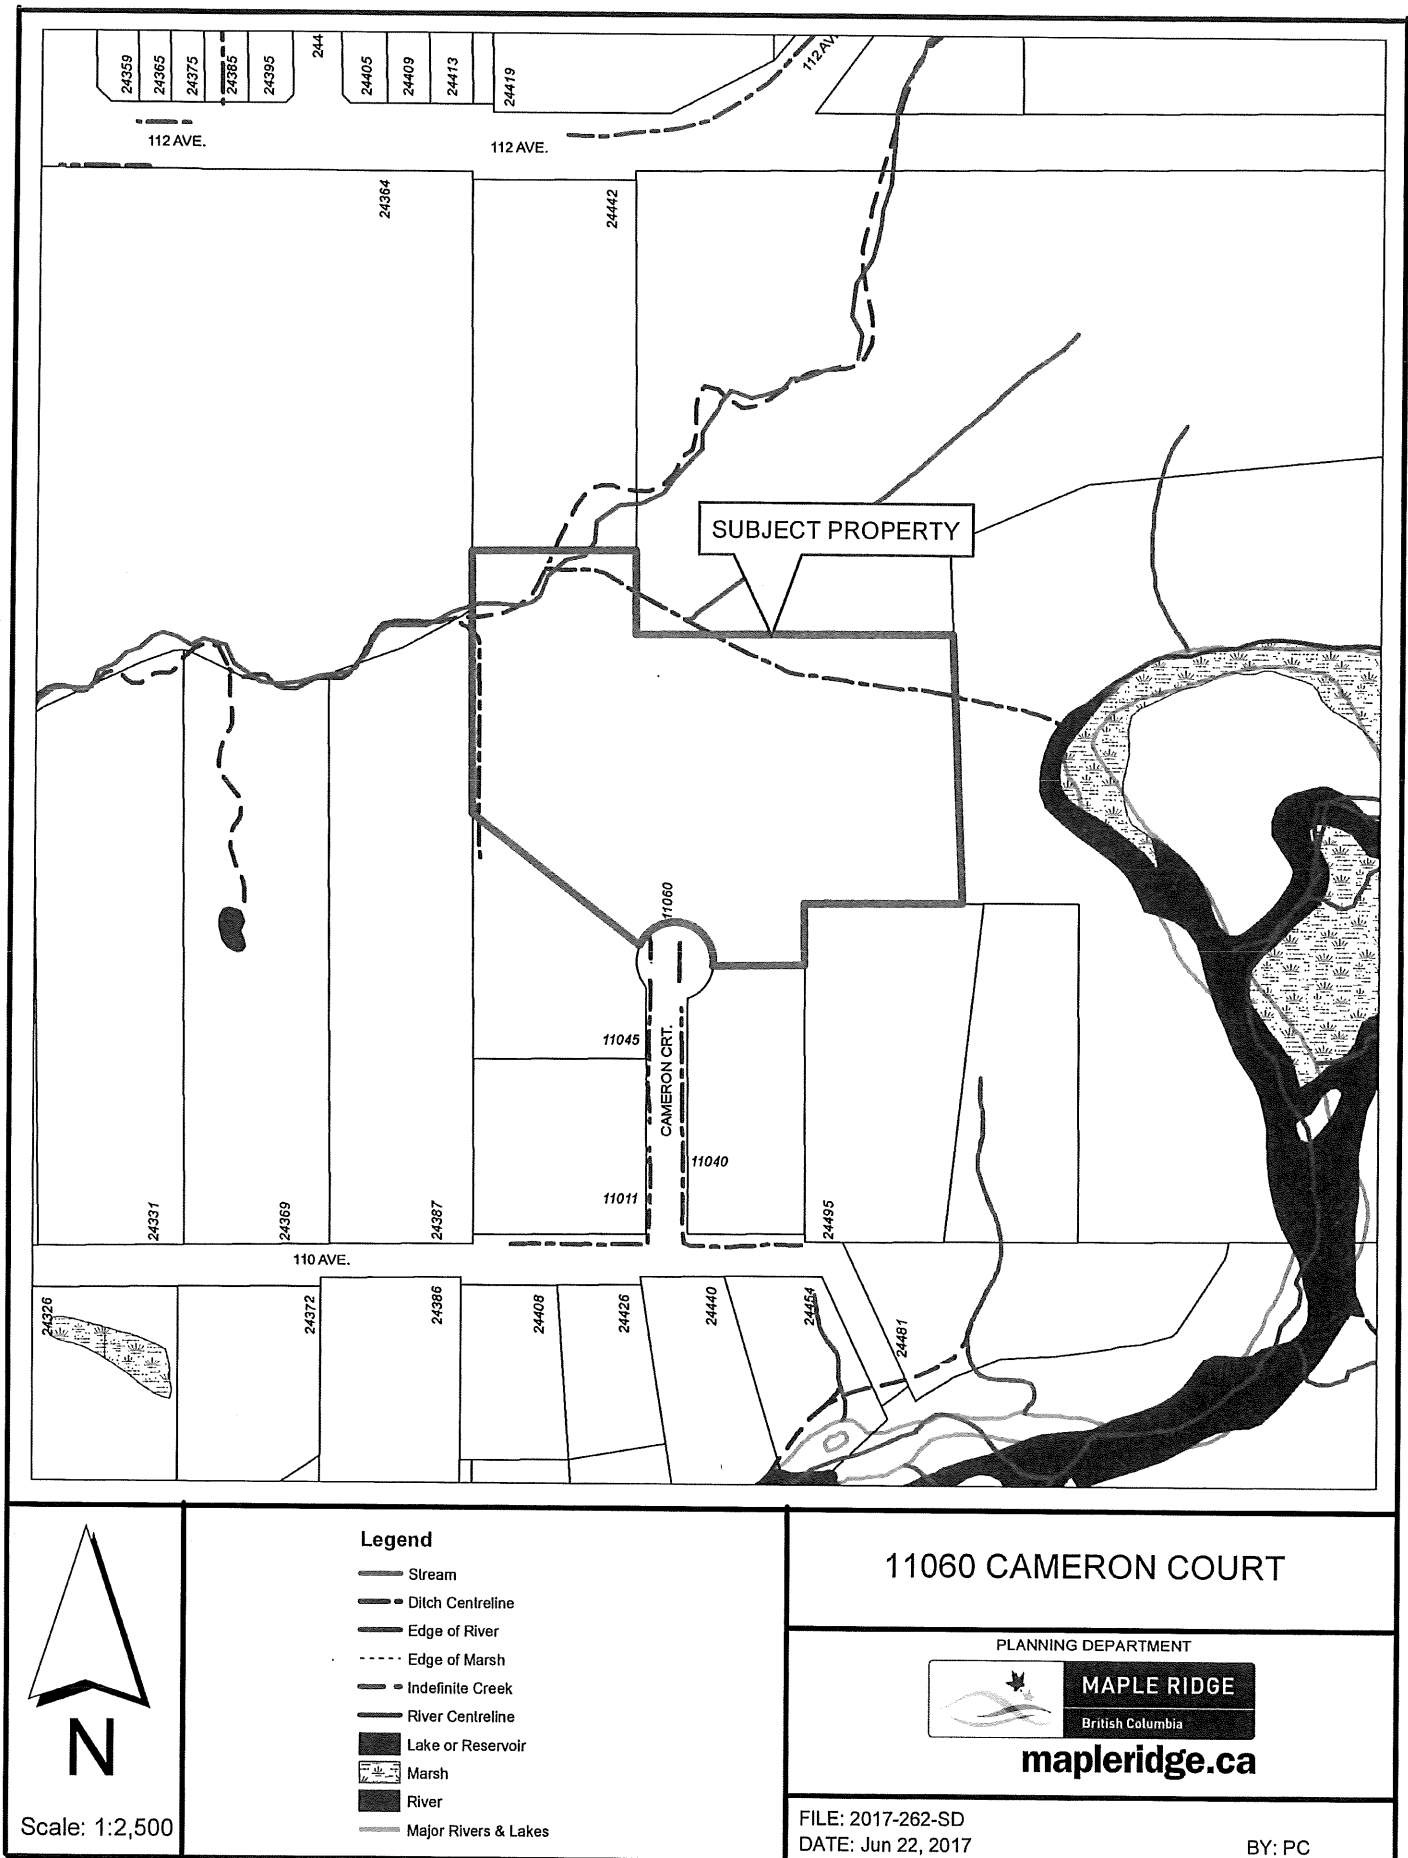 24359
24365
24375
24385
24395
244
24405
24409
24413
24419
112 AV
112 AVE.
112 AVE.
24364
24442
SUBJECT PROPERTY
11060
11045
CAMERON CRT.
11040
11011
24331
24369
24387
24495
110 AVE.
24326
24372
24386
24408
24426
24440
24454
24481
N
Scale: 1:2,500
Legend
Stream
Ditch Centreline
Edge of River
Edge of Marsh
Indefinite Creek
River Centreline
Lake or Reservoir
Marsh
River
Major Rivers & Lakes
11060 CAMERON COURT
PLANNING DEPARTMENT
MAPLE RIDGE
British Columbia
mapleridge.ca
FILE: 2017-262-SD
DATE: Jun 22, 2017
BY: PC